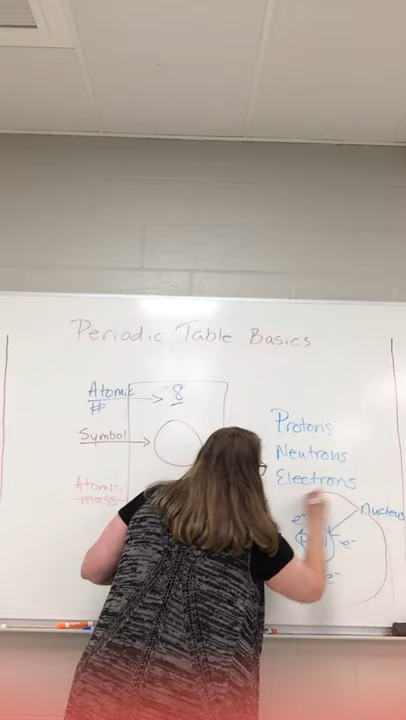 Periodic Table Basics
Atomic
#
8
Symbol
Atomic
mass
Protons
Neutrons
Electrons
Nucleus
e-
e-
e-